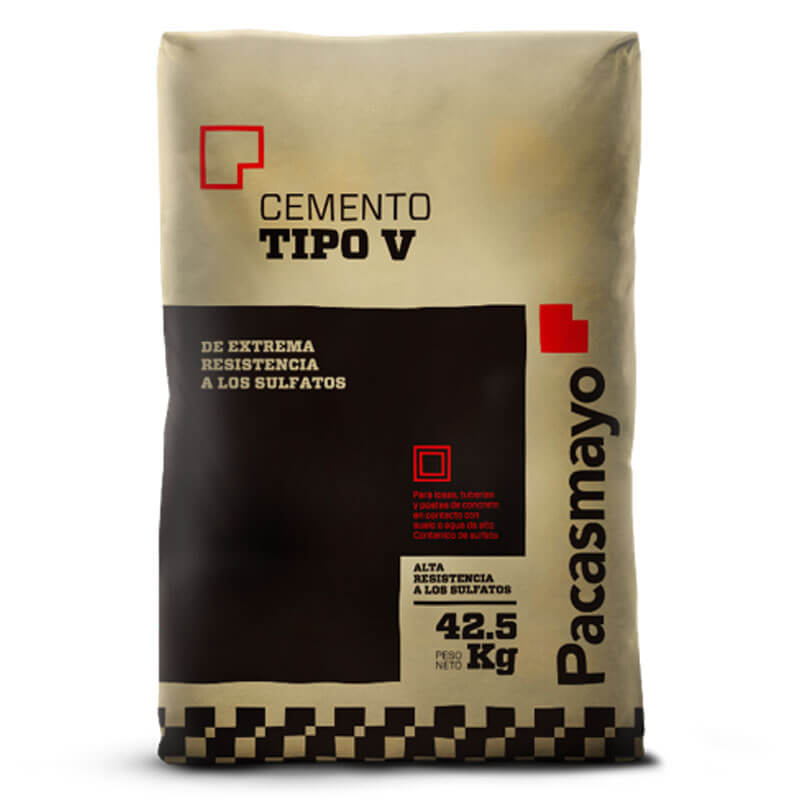 CEMENTO
TIPO V
DE EXTREMA
RESISTENCIA
A LOS SULFATOS
Pacasmayo
Para losas, tuberías
y postes de concreto
en contacto con
suelo o agua de alto
Contenido de sulfato
ALTA
RESISTENCIA
A LOS SULFATOS
42.5
PESO
NETO
Kg